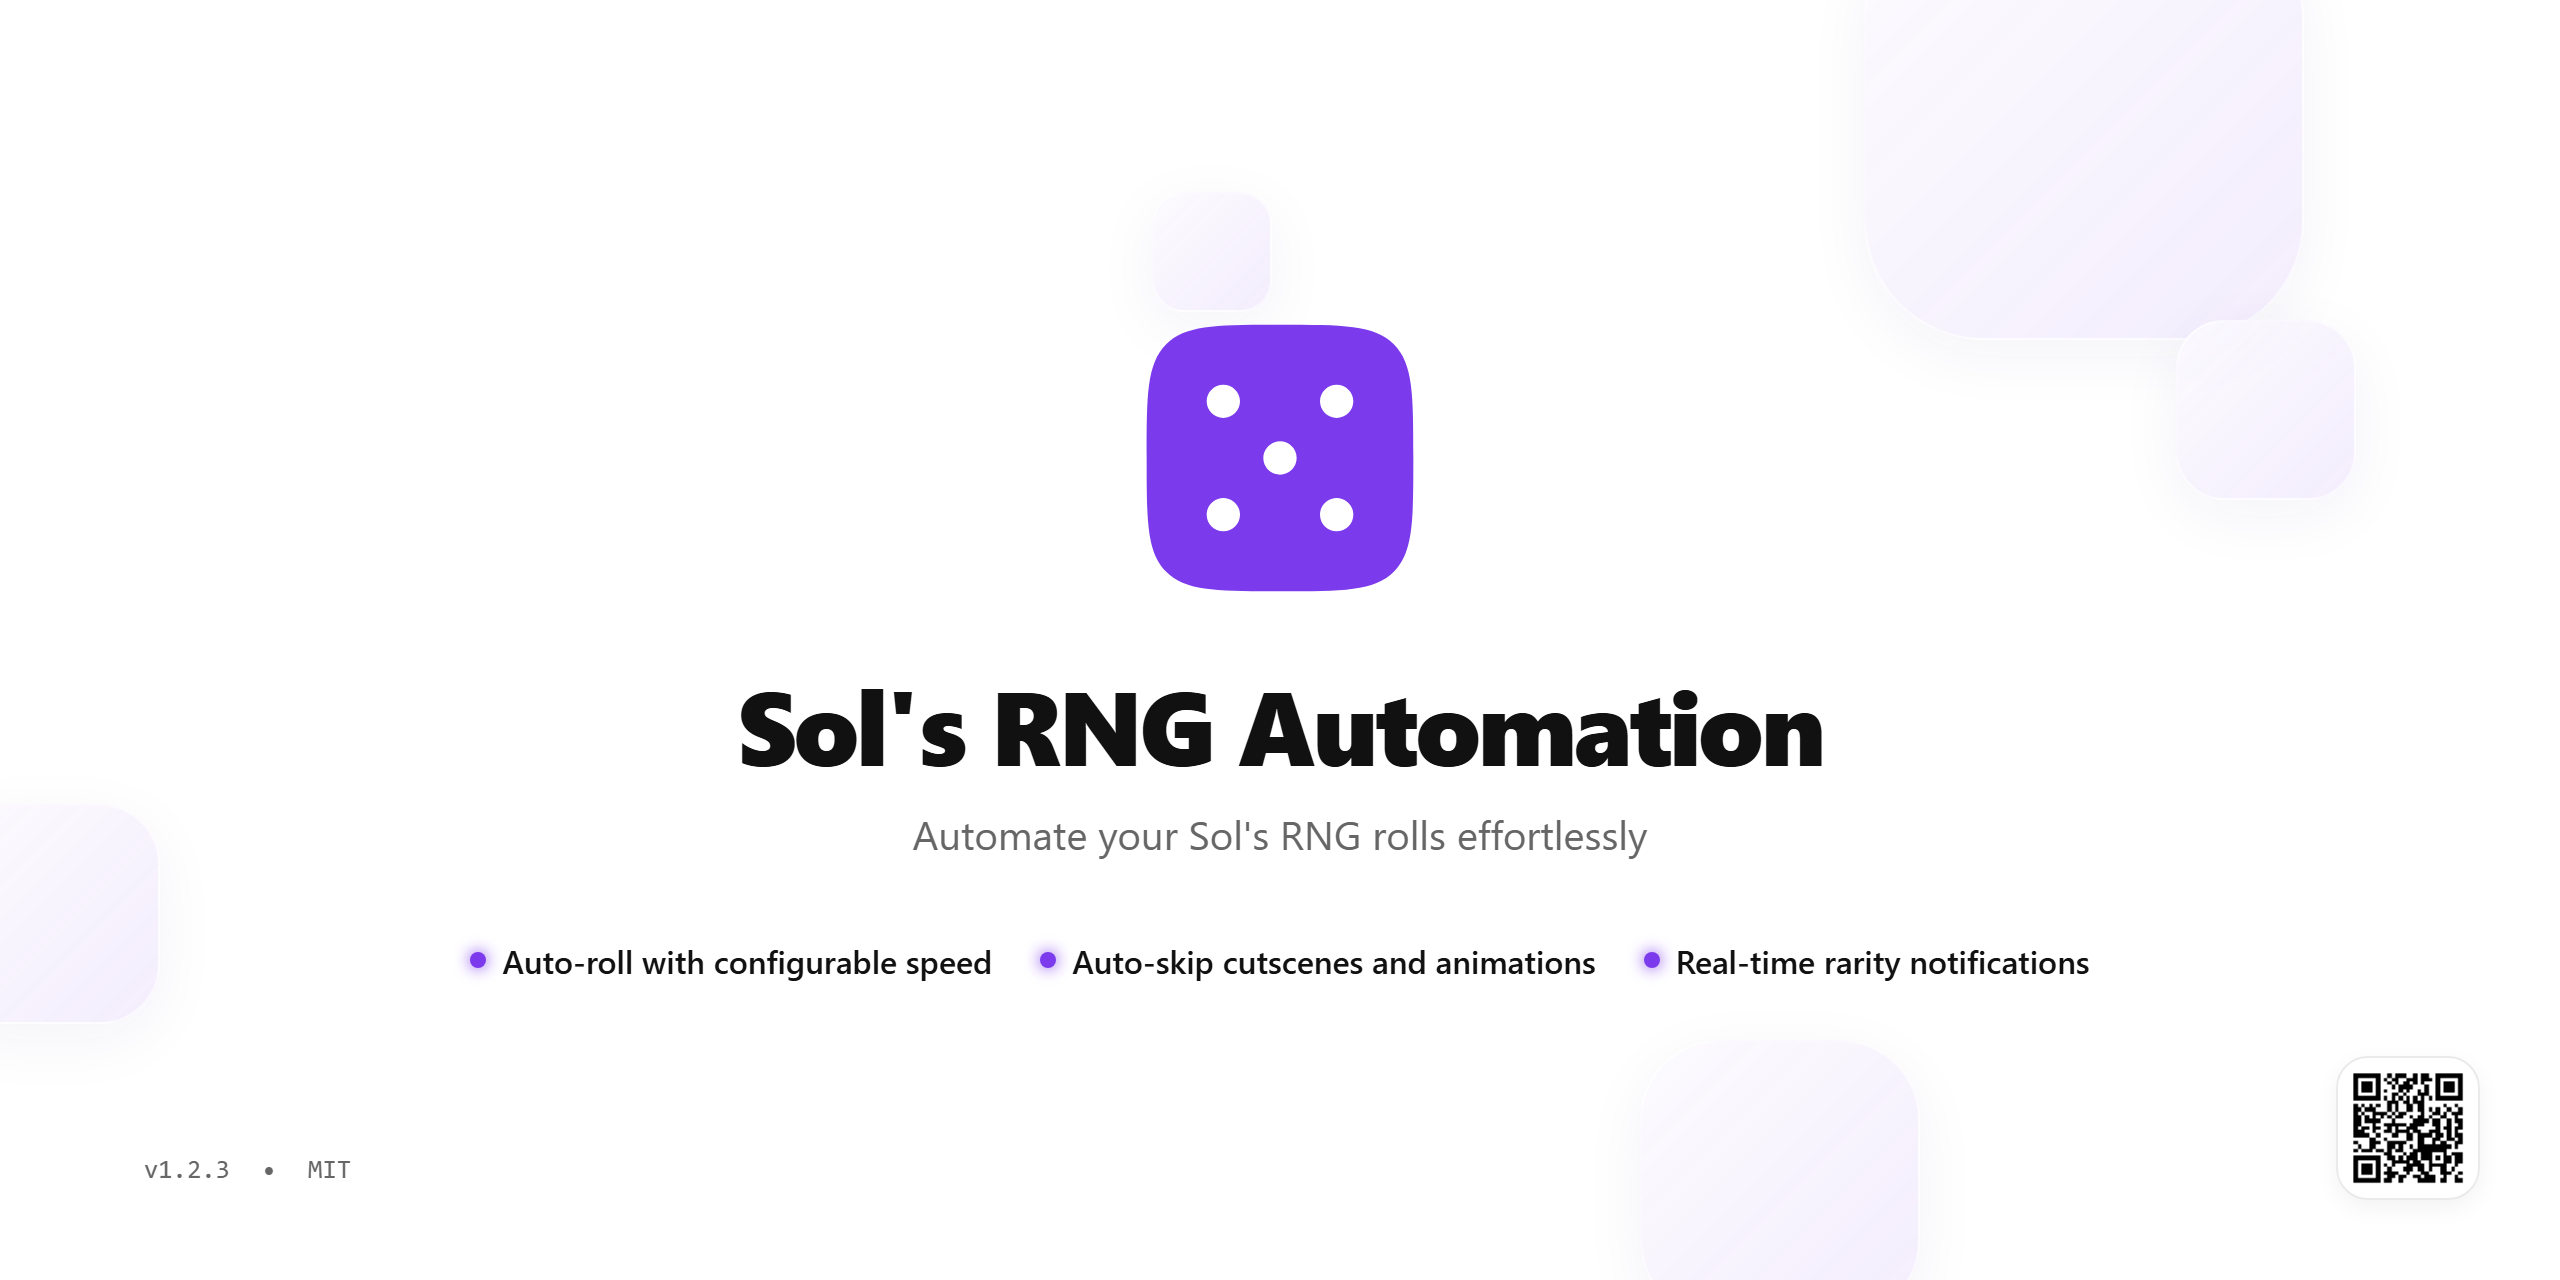 Sol's RNG Automation
Automate your Sol's RNG rolls effortlessly
Auto-roll with configurable speed
Auto-skip cutscenes and animations
Real-time rarity notifications
v1.2.3 • MIT